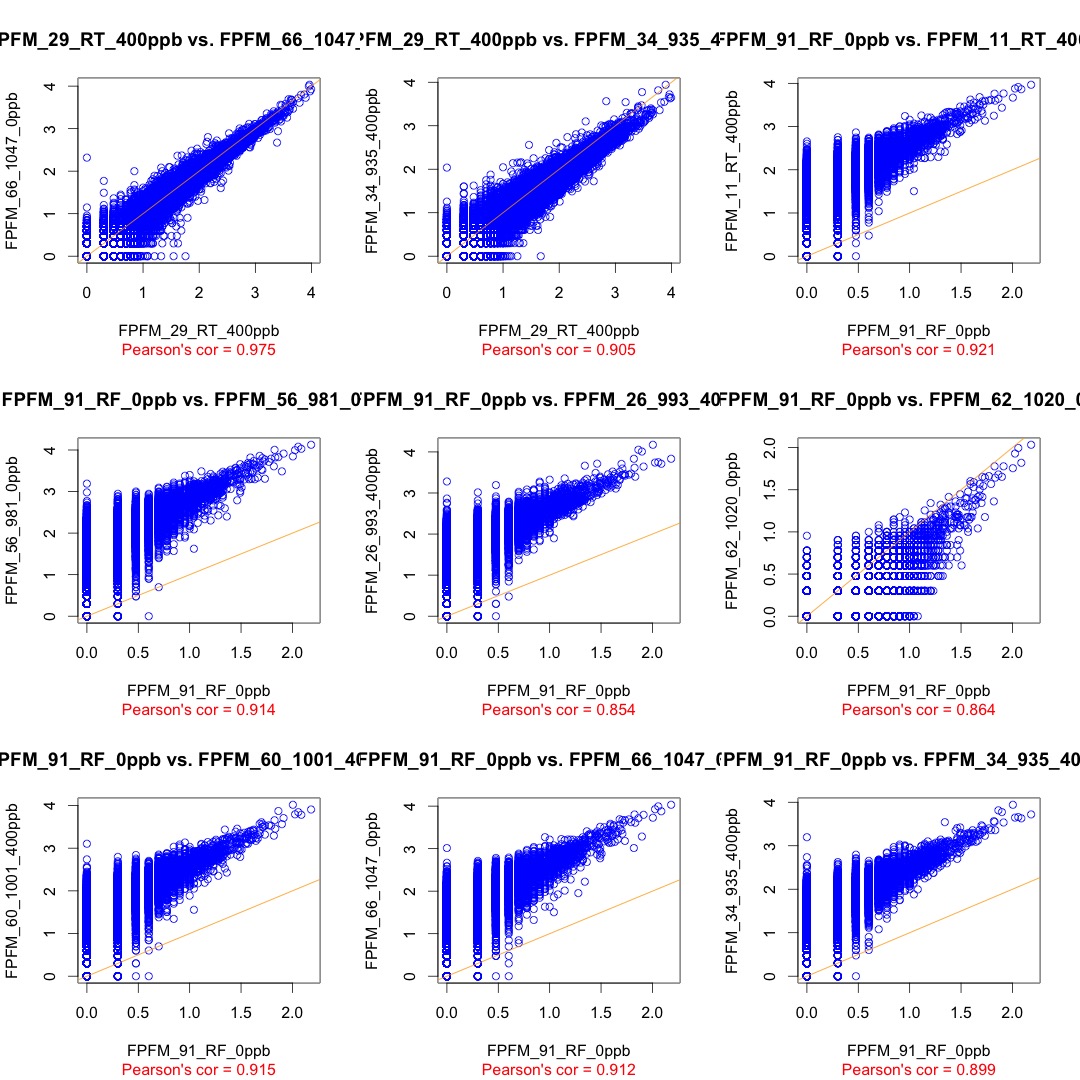 PFM_29_RT_400ppb vs. FPFM_66_1047_
PFM_29_RT_400ppb vs. FPFM_34_935_4
FPFM_91_RF_0ppb vs. FPFM_11_RT_400
FPFM_66_1047_0ppb
4
3
2
1
0
0 1 2 3 4
FPFM_29_RT_400ppb
Pearson's cor = 0.975
FPFM_34_935_400ppb
4
3
2
1
0
0 1 2 3 4
FPFM_29_RT_400ppb
Pearson's cor = 0.905
FPFM_11_RT_400ppb
4
3
2
1
0
0.0 0.5 1.0 1.5 2.0
FPFM_91_RF_0ppb
Pearson's cor = 0.921
FPFM_91_RF_0ppb vs. FPFM_56_981_0
FPFM_91_RF_0ppb vs. FPFM_26_993_40
FPFM_91_RF_0ppb vs. FPFM_62_1020_0
FPFM_56_981_0ppb
4
3
2
1
0
0.0 0.5 1.0 1.5 2.0
FPFM_91_RF_0ppb
Pearson's cor = 0.914
FPFM_26_993_400ppb
4
3
2
1
0
0.0 0.5 1.0 1.5 2.0
FPFM_91_RF_0ppb
Pearson's cor = 0.854
FPFM_62_1020_0ppb
2.0
1.5
1.0
0.5
0.0
0.0 0.5 1.0 1.5 2.0
FPFM_91_RF_0ppb
Pearson's cor = 0.864
PFM_91_RF_0ppb vs. FPFM_60_1001_40
FPFM_91_RF_0ppb vs. FPFM_66_1047_0
FPFM_91_RF_0ppb vs. FPFM_34_935_40
FPFM_60_1001_400ppb
4
3
2
1
0
0.0 0.5 1.0 1.5 2.0
FPFM_91_RF_0ppb
Pearson's cor = 0.915
FPFM_66_1047_0ppb
4
3
2
1
0
0.0 0.5 1.0 1.5 2.0
FPFM_91_RF_0ppb
Pearson's cor = 0.912
FPFM_34_935_400ppb
4
3
2
1
0
0.0 0.5 1.0 1.5 2.0
FPFM_91_RF_0ppb
Pearson's cor = 0.899